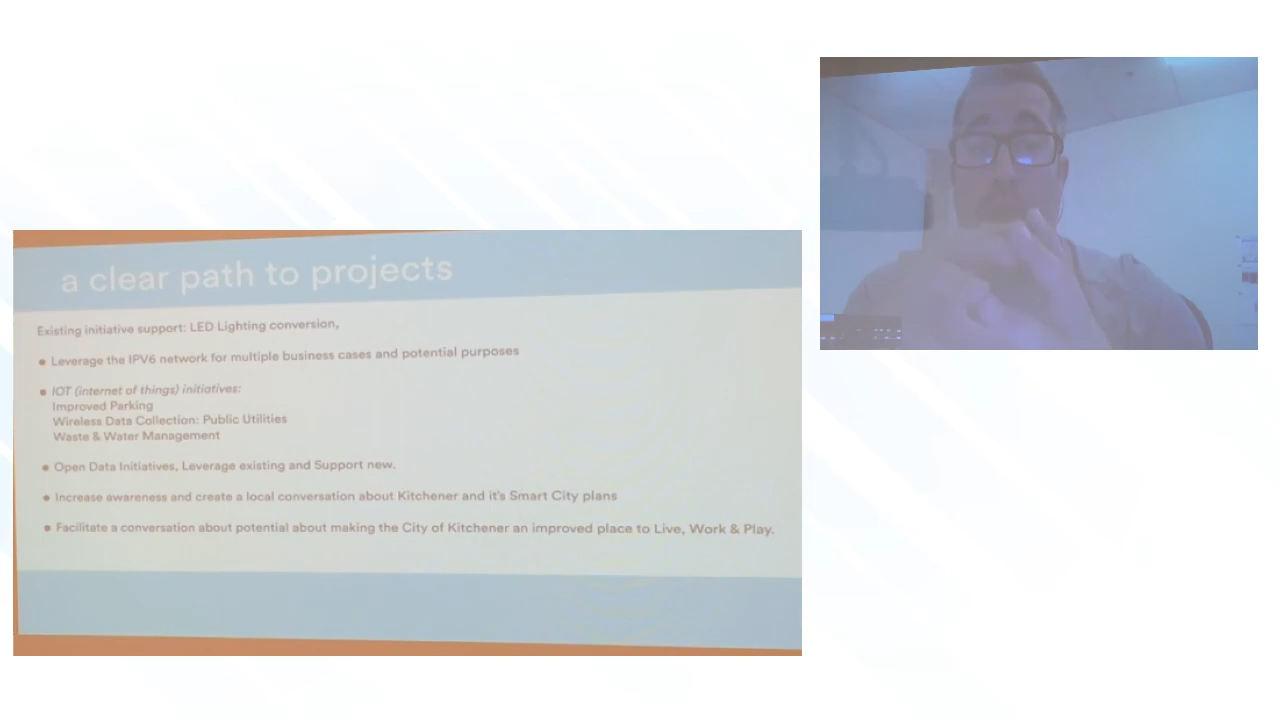 a clear path to projects
Existing initiative support: LED Lighting conversion,
• Leverage the IPV6 network for multiple business cases and potential purposes
• IOT (internet of things) initiatives:
Improved Parking
Wireless Data Collection: Public Utilities
Waste & Water Management
• Open Data Initiatives, Leverage existing and Support new.
• Increase awareness and create a local conversation about Kitchener and it's Smart City plans
• Facilitate a conversation about potential about making the City of Kitchener an improved place to Live, Work & Play.